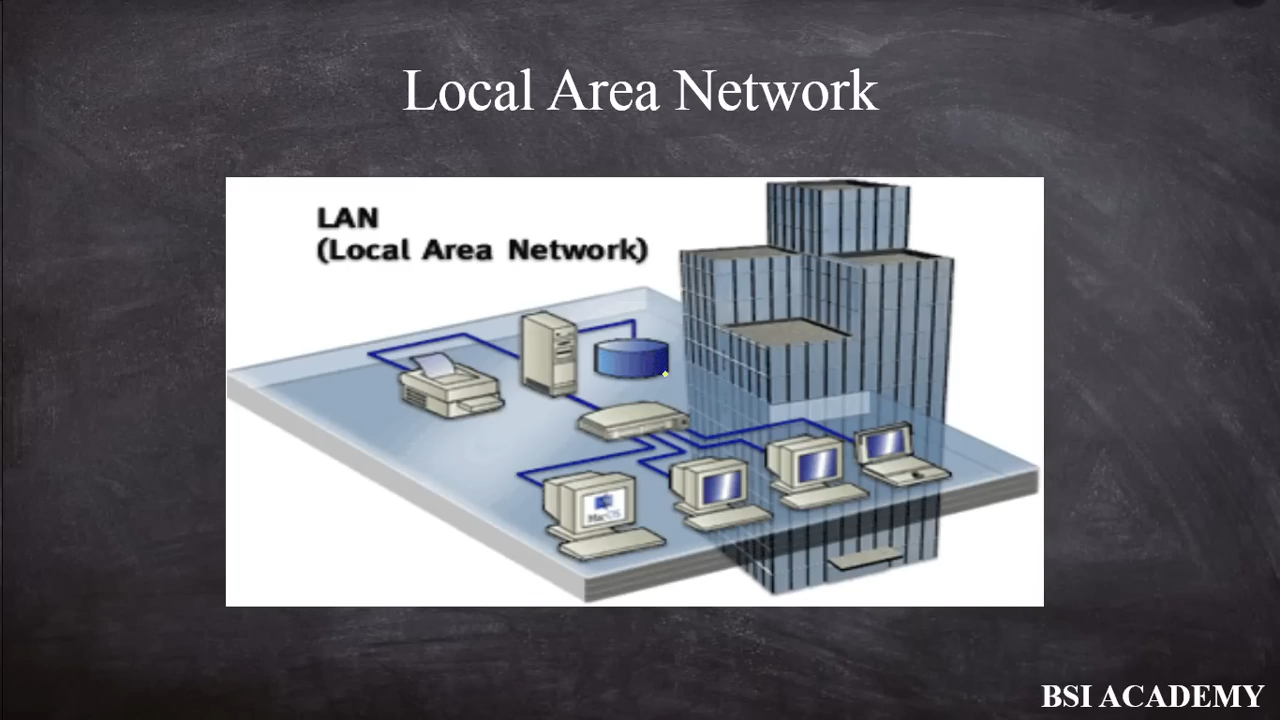 Local Area Network
LAN
(Local Area Network)
MacOS
BSI ACADEMY